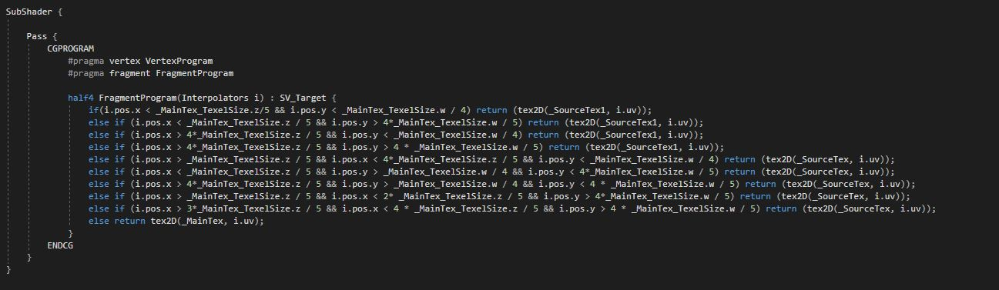 SubShader {
Pass {
CGPROGRAM
#pragma vertex VertexProgram
#pragma fragment FragmentProgram
half4 FragmentProgram(Interpolators i) : SV_Target {
if(i.pos.x < _MainTex_TexelSize.z/5 && i.pos.y < _MainTex_TexelSize.w / 4) return (tex2D(_SourceTex1, i.uv));
else if (i.pos.x < _MainTex_TexelSize.z / 5 && i.pos.y > 4*_MainTex_TexelSize.w / 5) return (tex2D(_SourceTex1, i.uv));
else if (i.pos.x > 4*_MainTex_TexelSize.z / 5 && i.pos.y < _MainTex_TexelSize.w / 4) return (tex2D(_SourceTex1, i.uv));
else if (i.pos.x > 4*_MainTex_TexelSize.z / 5 && i.pos.y > 4 * _MainTex_TexelSize.w / 5) return (tex2D(_SourceTex1, i.uv));
else if (i.pos.x > _MainTex_TexelSize.z / 5 && i.pos.x < 4*_MainTex_TexelSize.z / 5 && i.pos.y < _MainTex_TexelSize.w / 4) return (tex2D(_SourceTex, i.uv));
else if (i.pos.x < _MainTex_TexelSize.z / 5 && i.pos.y > _MainTex_TexelSize.w / 4 && i.pos.y < 4*_MainTex_TexelSize.w / 5) return (tex2D(_SourceTex, i.uv));
else if (i.pos.x > 4*_MainTex_TexelSize.z / 5 && i.pos.y > _MainTex_TexelSize.w / 4 && i.pos.y < 4 * _MainTex_TexelSize.w / 5) return (tex2D(_SourceTex, i.uv));
else if (i.pos.x > _MainTex_TexelSize.z / 5 && i.pos.x < 2* _MainTex_TexelSize.z / 5 && i.pos.y > 4*_MainTex_TexelSize.w / 5) return (tex2D(_SourceTex, i.uv));
else if (i.pos.x > 3*_MainTex_TexelSize.z / 5 && i.pos.x < 4 * _MainTex_TexelSize.z / 5 && i.pos.y > 4 * _MainTex_TexelSize.w / 5) return (tex2D(_SourceTex, i.uv));
else return tex2D(_MainTex, i.uv);
}
ENDCG
}
}